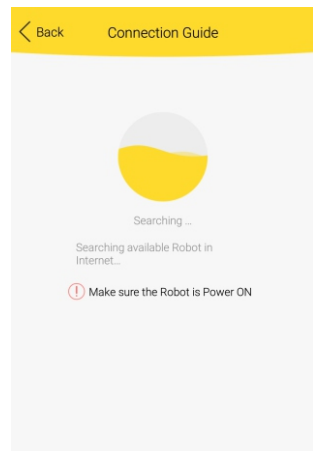 Back Connection Guide
Searching ...
Searching available Robot in
Internet...
! Make sure the Robot is Power ON